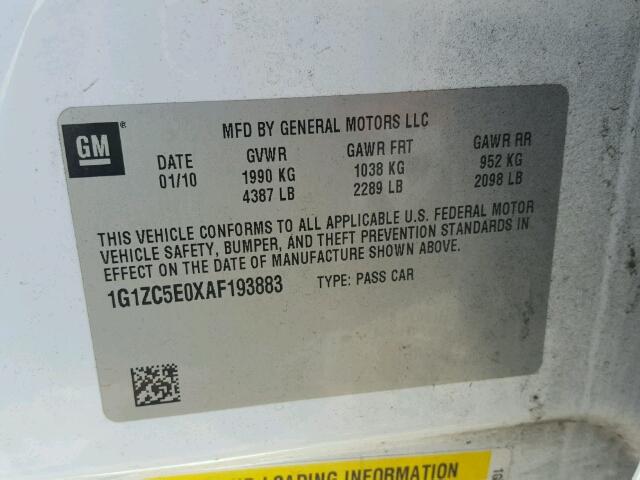 GM®
MFD BY GENERAL MOTORS LLC
DATE GVWR GAWR FRT GAWR RR
01/10 1990 KG 1038 KG 952 KG
4387 LB 2289 LB 2098 LB
THIS VEHICLE CONFORMS TO ALL APPLICABLE U.S. FEDERAL MOTOR
VEHICLE SAFETY, BUMPER, AND THEFT PREVENTION STANDARDS IN
EFFECT ON THE DATE OF MANUFACTURE SHOWN ABOVE.
1G1ZC5E0XAF193883 TYPE: PASS CAR
LOADING INFORMATION